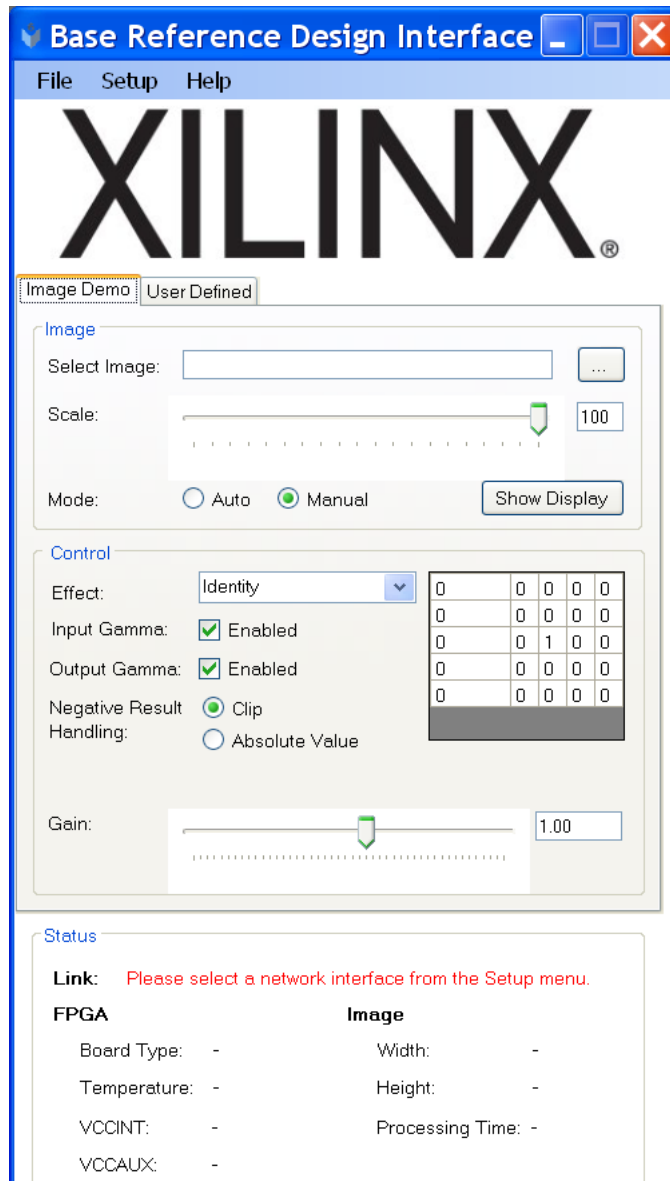 Base Reference Design Interface
File Setup Help
XILINX®
Image Demo User Defined
Image
Select Image: ...
Scale: 100
Mode: Auto Manual Show Display
Control
Effect: Identity
Input Gamma: Enabled
Output Gamma: Enabled
Negative Result Handling: Clip
Absolute Value
0 0 0 0 0
0 0 0 0 0
0 0 1 0 0
0 0 0 0 0
0 0 0 0 0
Gain: 1.00
Status
Link: Please select a network interface from the Setup menu.
FPGA Image
Board Type: - Width: -
Temperature: - Height: -
VCCINT: - Processing Time: -
VCCAUX: -